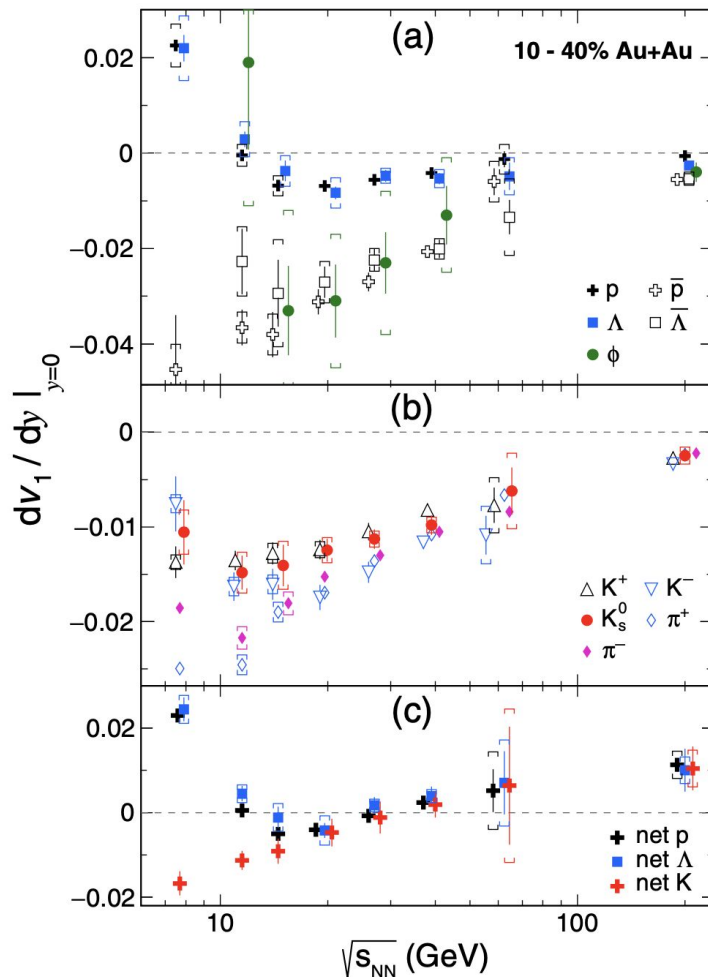 (a)
10 - 40% Au+Au
0.02
0
−0.02
−0.04
p
p̅
Λ
Λ̅
ϕ
dv₁ / dy |y=0
(b)
0
−0.01
−0.02
K⁺
K⁻
K⁰s
π⁺
π⁻
(c)
0.02
0
−0.02
net p
net Λ
net K
10
100
√sNN (GeV)